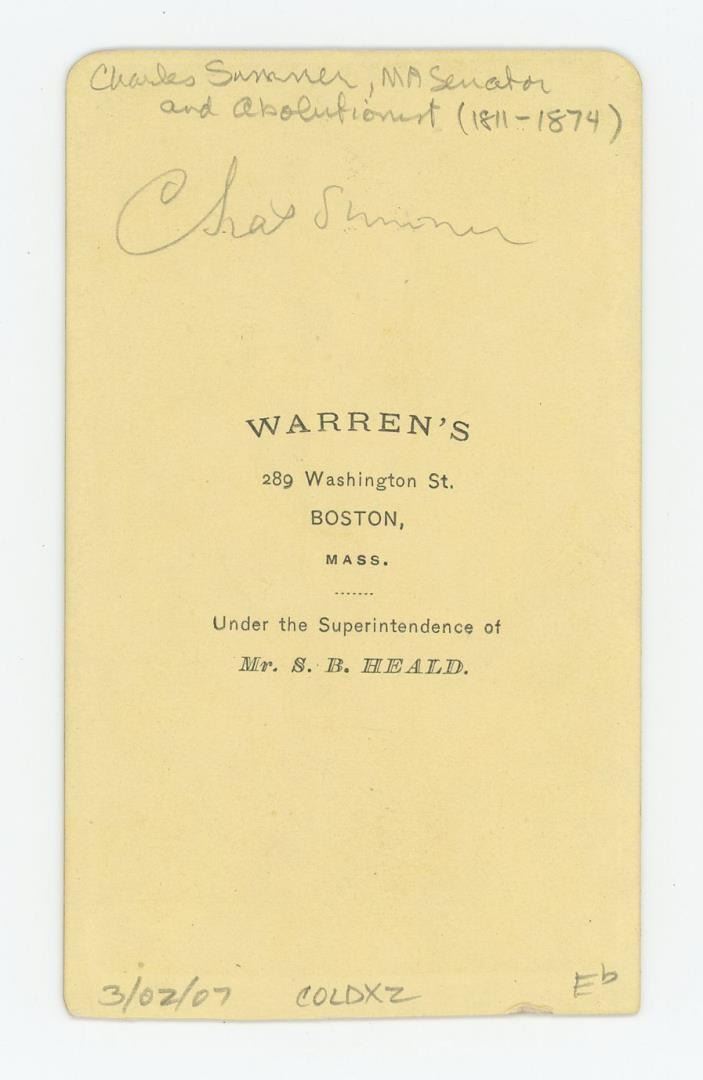 Charles Sumner, MA Senator
and Abolutionist (1811-1874)
Chas Sumner
WARREN'S
289 Washington St.
BOSTON,
MASS.
Under the Superintendence of
Mr. S. B. HEALD.
3/02/07 COLDXZ Eb